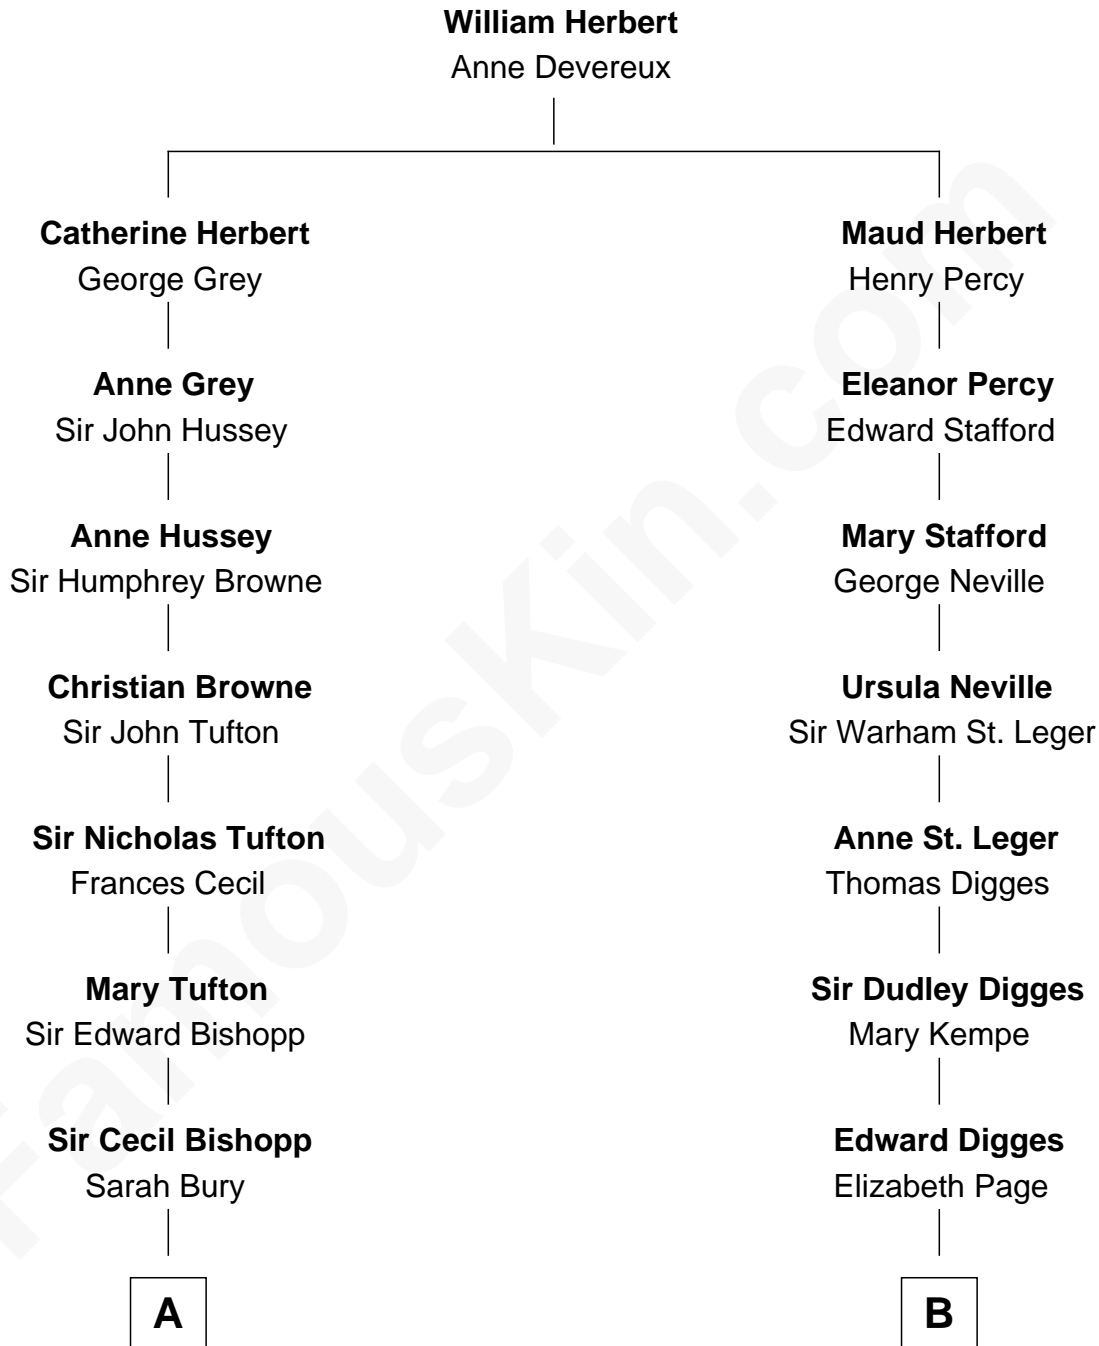 William Herbert
Anne Devereux
Catherine Herbert
George Grey
Maud Herbert
Henry Percy
Anne Grey
Sir John Hussey
Eleanor Percy
Edward Stafford
Anne Hussey
Sir Humphrey Browne
Mary Stafford
George Neville
Christian Browne
Sir John Tufton
Ursula Neville
Sir Warham St. Leger
Sir Nicholas Tufton
Frances Cecil
Anne St. Leger
Thomas Digges
Mary Tufton
Sir Edward Bishopp
Sir Dudley Digges
Mary Kempe
Sir Cecil Bishopp
Sarah Bury
Edward Digges
Elizabeth Page
A
B
FamousKin.com